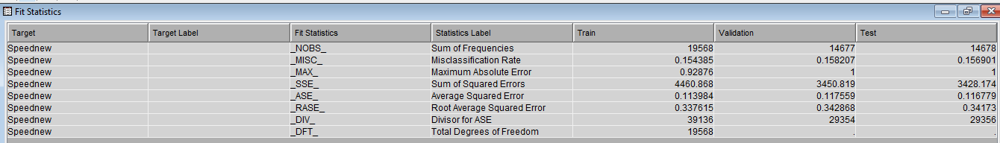 Fit Statistics
Target Target Label Fit Statistics Statistics Label Train Validation Test
Speednew _NOBS_ Sum of Frequencies 19568 14677 14678
Speednew _MISC_ Misclassification Rate 0.154385 0.158207 0.156901
Speednew _MAX_ Maximum Absolute Error 0.92876 1 1
Speednew _SSE_ Sum of Squared Errors 4460.868 3450.819 3428.174
Speednew _ASE_ Average Squared Error 0.113984 0.117559 0.116779
Speednew _RASE_ Root Average Squared Error 0.337615 0.342868 0.34173
Speednew _DIV_ Divisor for ASE 39136 29354 29356
Speednew _DFT_ Total Degrees of Freedom 19568 . .